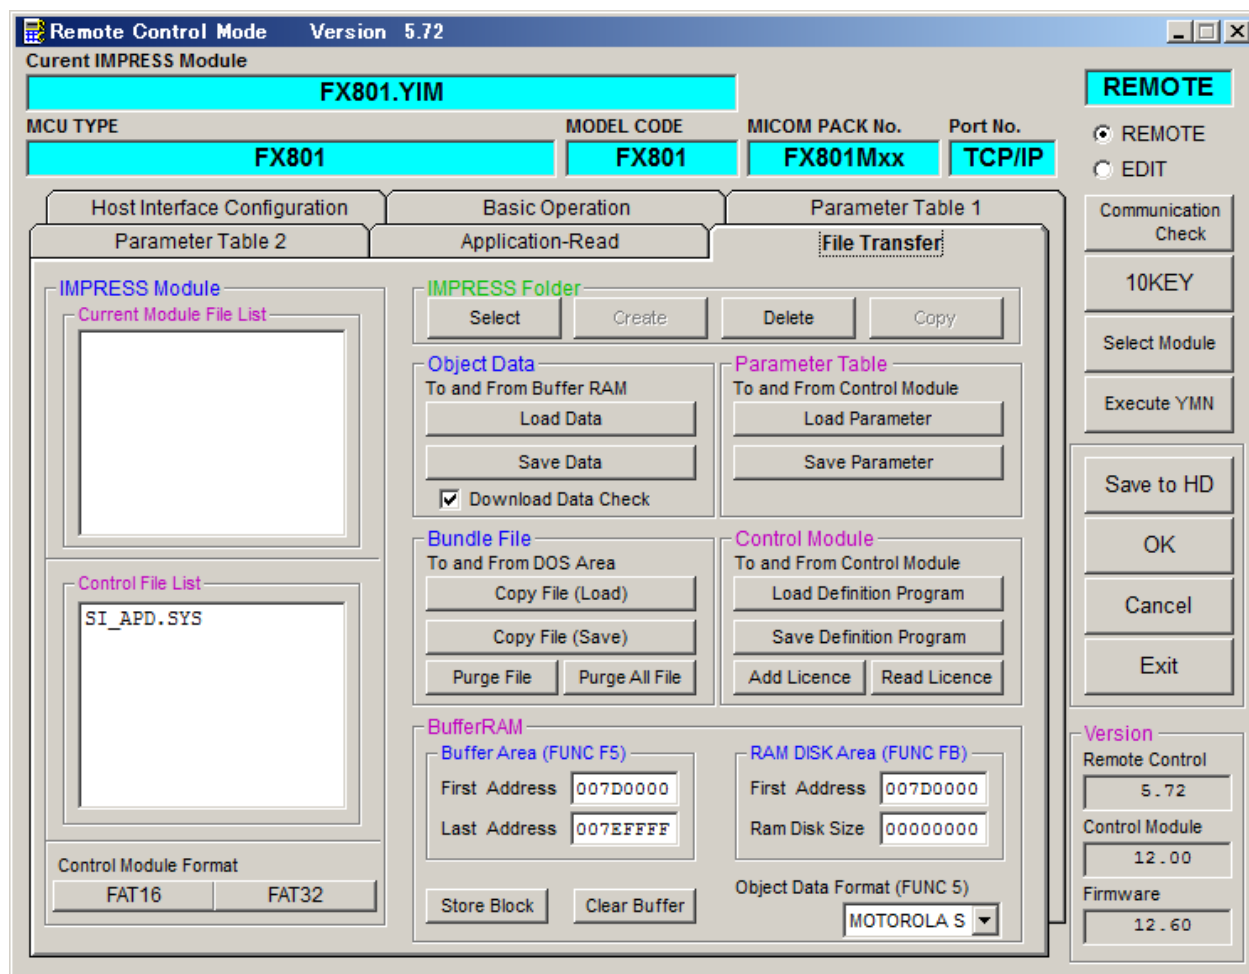 Remote Control Mode Version 5.72
Curent IMPRESS Module
FX801.YIM
REMOTE
MCU TYPE MODEL CODE MICOM PACK No. Port No.
FX801 FX801 FX801Mxx TCP/IP
REMOTE
EDIT
Host Interface Configuration Basic Operation Parameter Table 1
Parameter Table 2 Application-Read File Transfer
Communication
Check
10KEY
Select Module
Execute YMN
Save to HD
OK
Cancel
Exit
IMPRESS Module
Current Module File List
Control File List
SI_APD.SYS
Control Module Format
FAT16 FAT32
IMPRESS Folder
Select Create Delete Copy
Object Data
To and From Buffer RAM
Load Data
Save Data
Download Data Check
Parameter Table
To and From Control Module
Load Parameter
Save Parameter
Bundle File
To and From DOS Area
Copy File (Load)
Copy File (Save)
Purge File Purge All File
Control Module
To and From Control Module
Load Definition Program
Save Definition Program
Add Licence Read Licence
BufferRAM
Buffer Area (FUNC F5)
First Address 007D0000
Last Address 007EFFFF
RAM DISK Area (FUNC FB)
First Address 007D0000
Ram Disk Size 00000000
Store Block Clear Buffer
Object Data Format (FUNC 5)
MOTOROLA S
Version
Remote Control
5.72
Control Module
12.00
Firmware
12.60